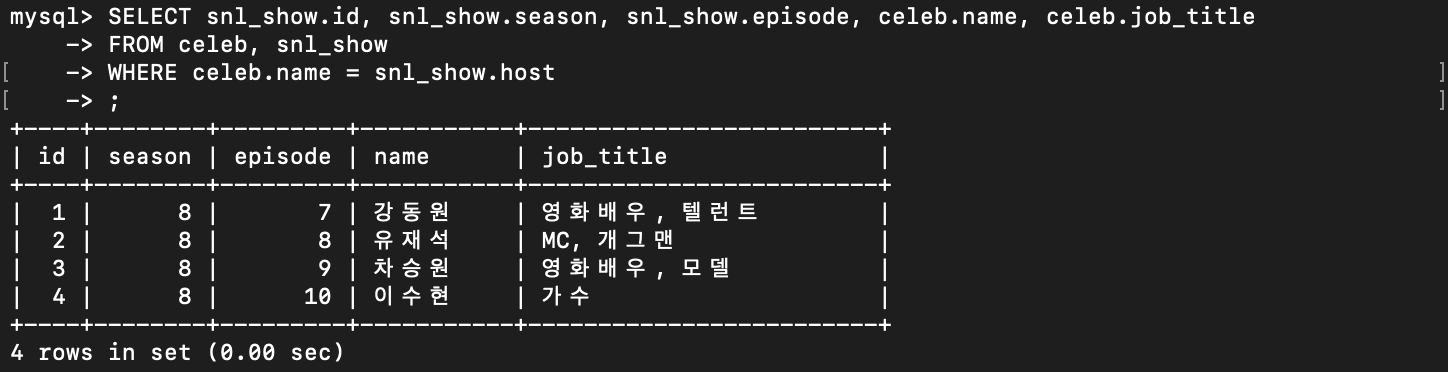 mysql> SELECT snl_show.id, snl_show.season, snl_show.episode, celeb.name, celeb.job_title
    -> FROM celeb, snl_show
[    -> WHERE celeb.name = snl_show.host ]
[    -> ; ]
+----+--------+---------+-----------+-------------------------+
| id | season | episode | name      | job_title               |
+----+--------+---------+-----------+-------------------------+
|  1 |      8 |       7 | 강동원    | 영화배우, 텔런트        |
|  2 |      8 |       8 | 유재석    | MC, 개그맨              |
|  3 |      8 |       9 | 차승원    | 영화배우, 모델          |
|  4 |      8 |      10 | 이수현    | 가수                    |
+----+--------+---------+-----------+-------------------------+
4 rows in set (0.00 sec)